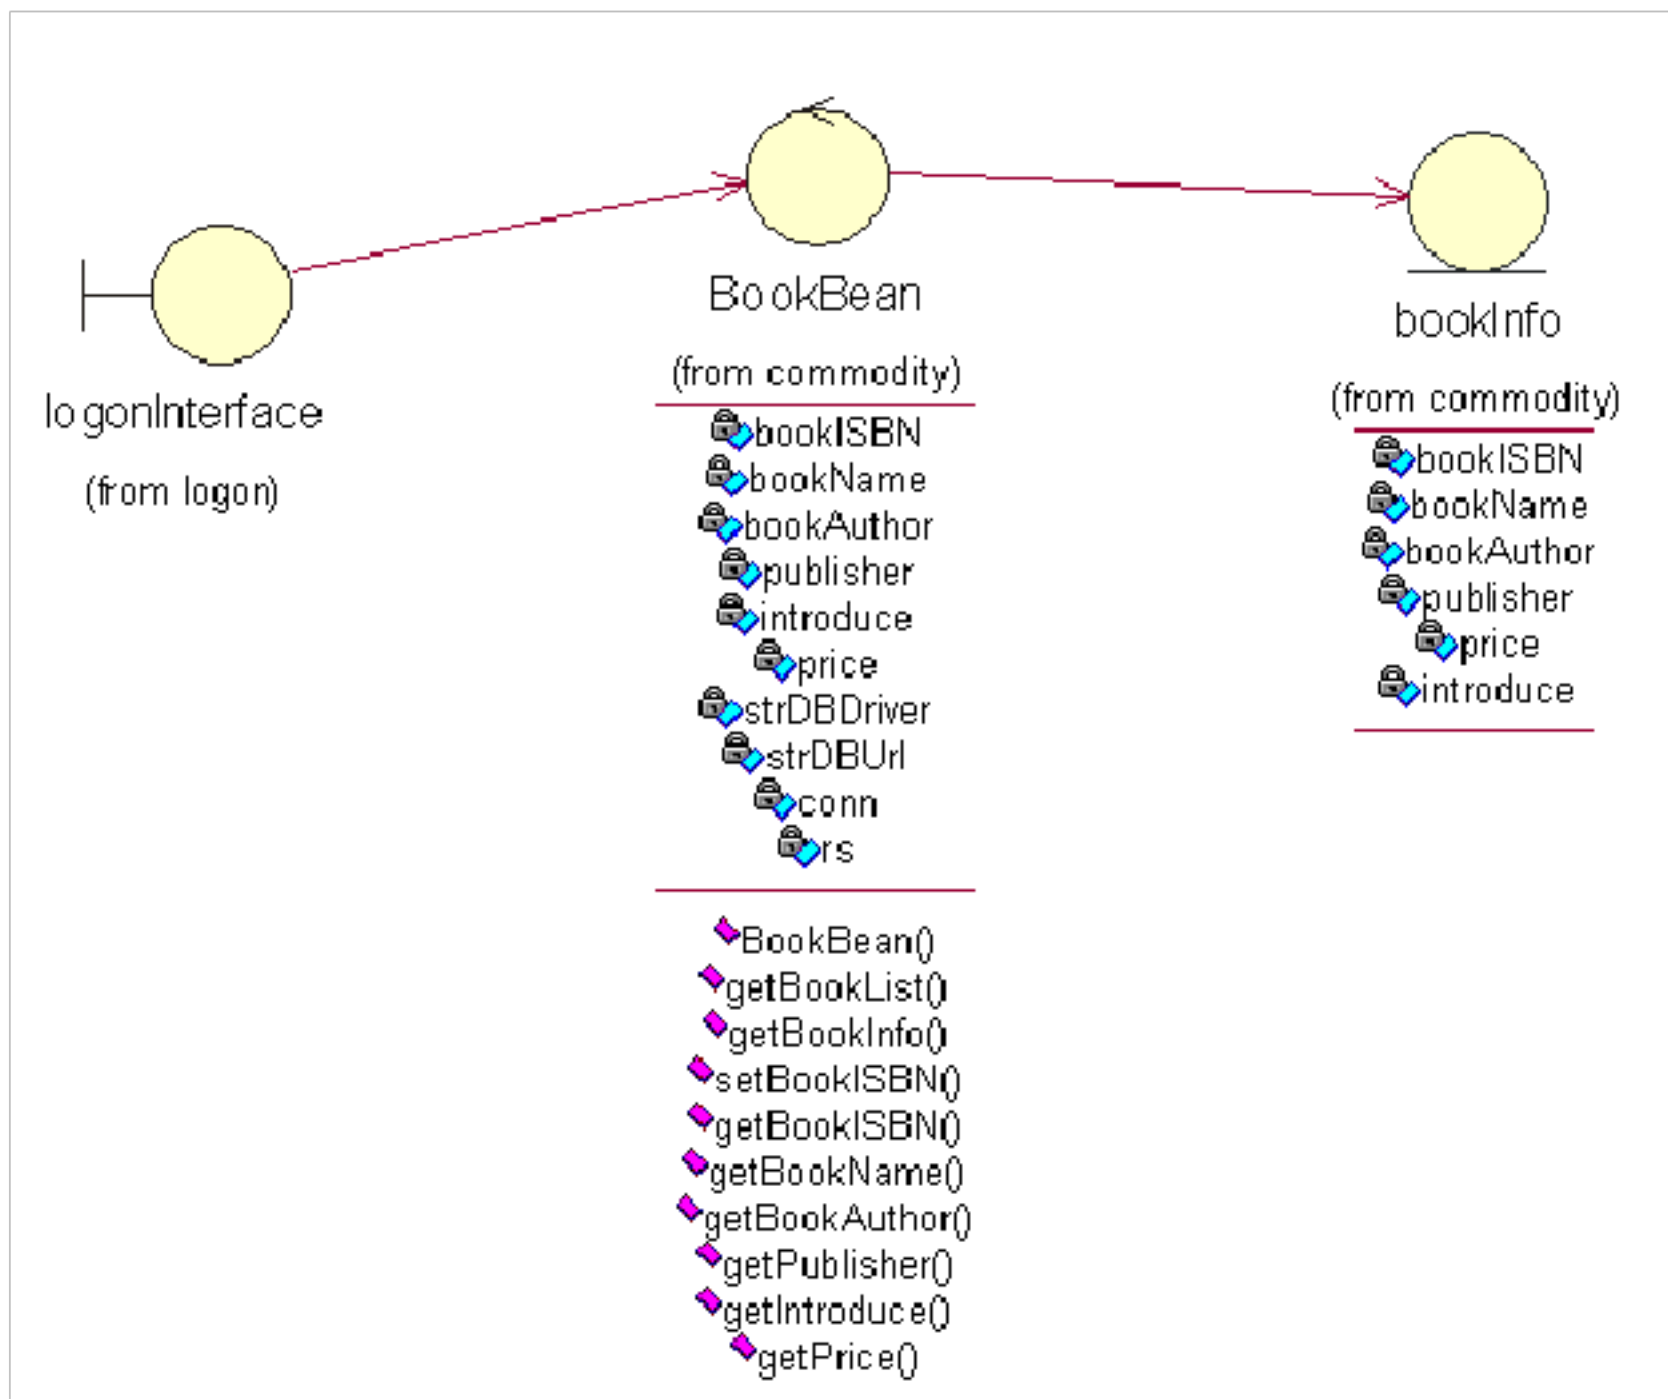 logonInterface
(from logon)
BookBean
(from commodity)
bookISBN
bookName
bookAuthor
publisher
introduce
price
strDBDriver
strDBUrl
conn
rs
BookBean()
getBookList()
getBookInfo()
setBookISBN()
getBookISBN()
getBookName()
getBookAuthor()
getPublisher()
getIntroduce()
getPrice()
bookInfo
(from commodity)
bookISBN
bookName
bookAuthor
publisher
price
introduce